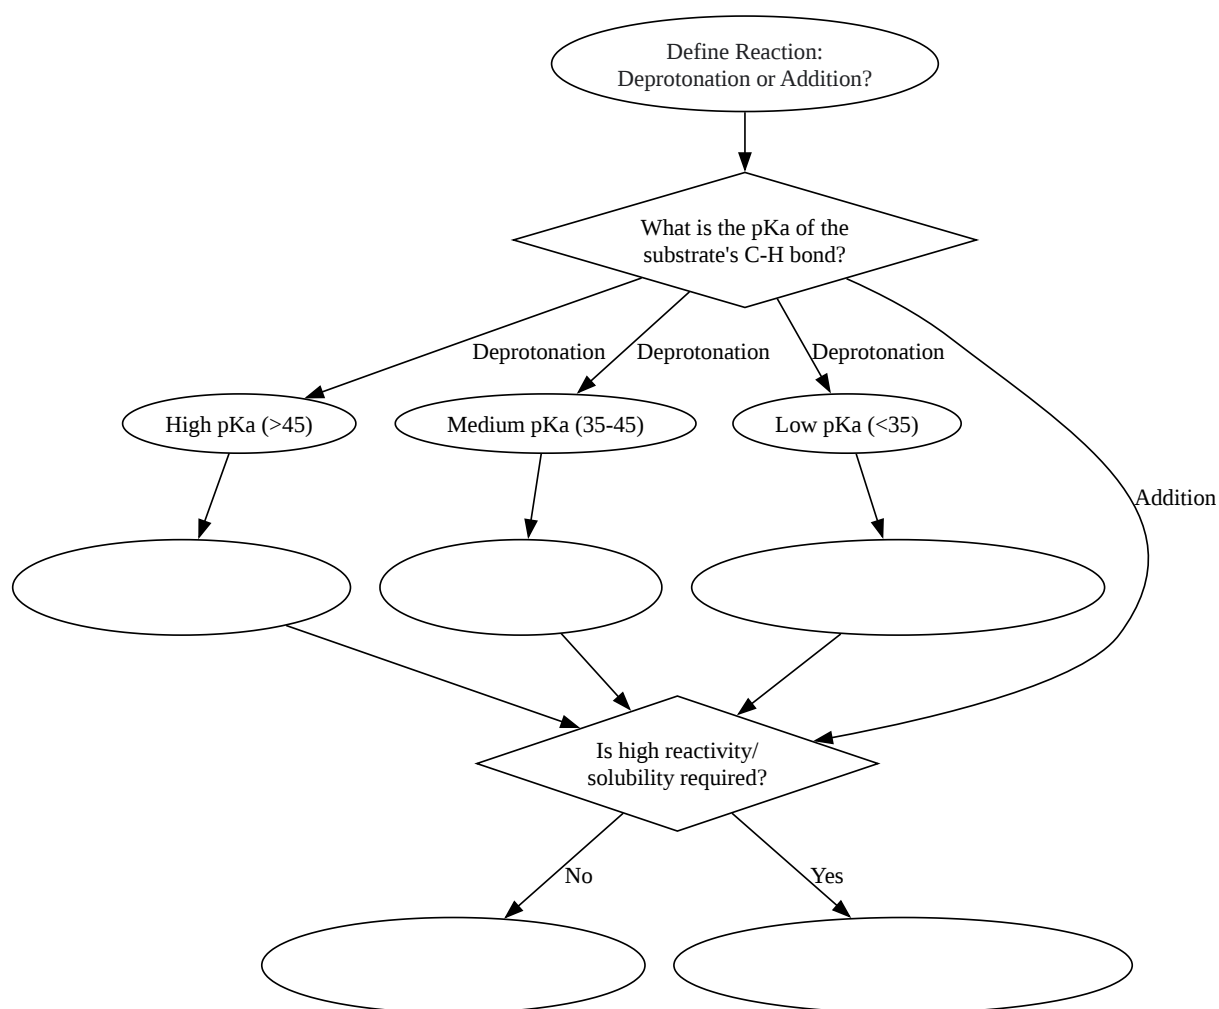 Define Reaction:
Deprotonation or Addition?
What is the pKa of the
substrate's C-H bond?
Deprotonation
Deprotonation
Deprotonation
High pKa (>45)
Medium pKa (35-45)
Low pKa (<35)
Addition
Is high reactivity/
solubility required?
No
Yes